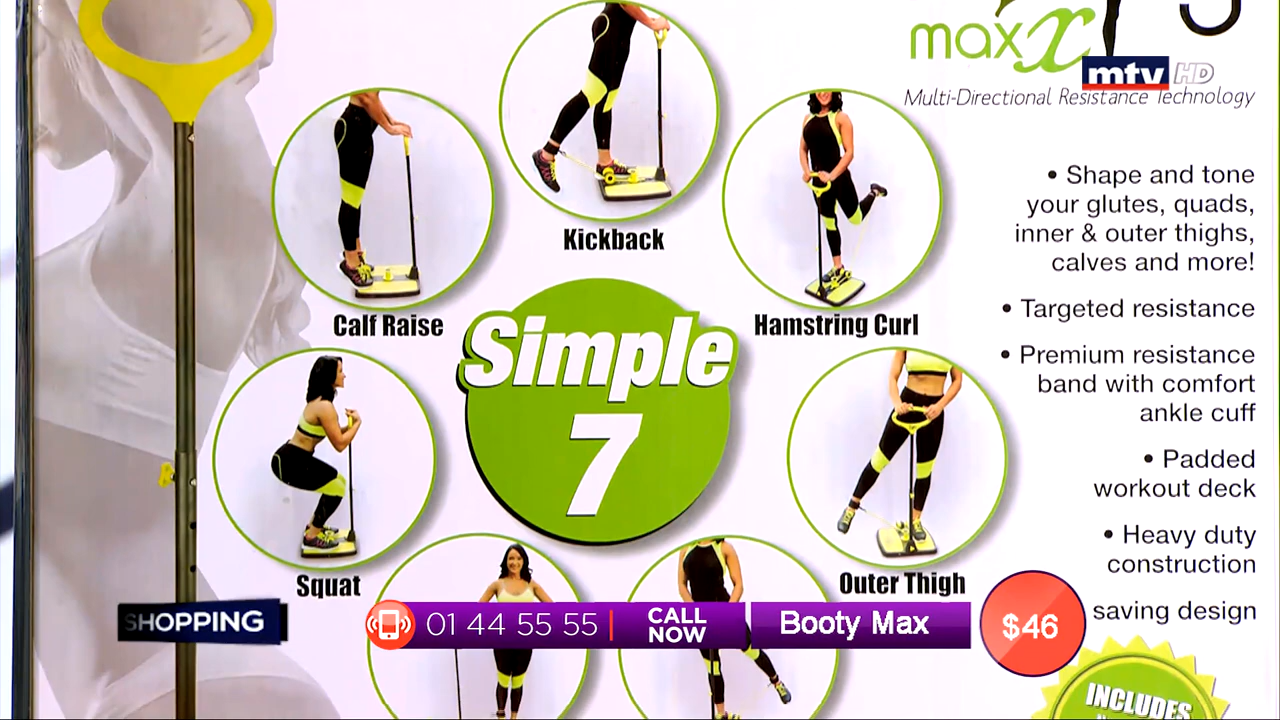 maxx
mtv HD
Multi-Directional Resistance Technology
Kickback
Calf Raise
Hamstring Curl
Simple
7
Squat
Outer Thigh
• Shape and tone
your glutes, quads,
inner & outer thighs,
calves and more!
• Targeted resistance
• Premium resistance
band with comfort
ankle cuff
• Padded
workout deck
• Heavy duty
construction
saving design
INCLUDES
SHOPPING
01 44 55 55
CALL
NOW
Booty Max
$46